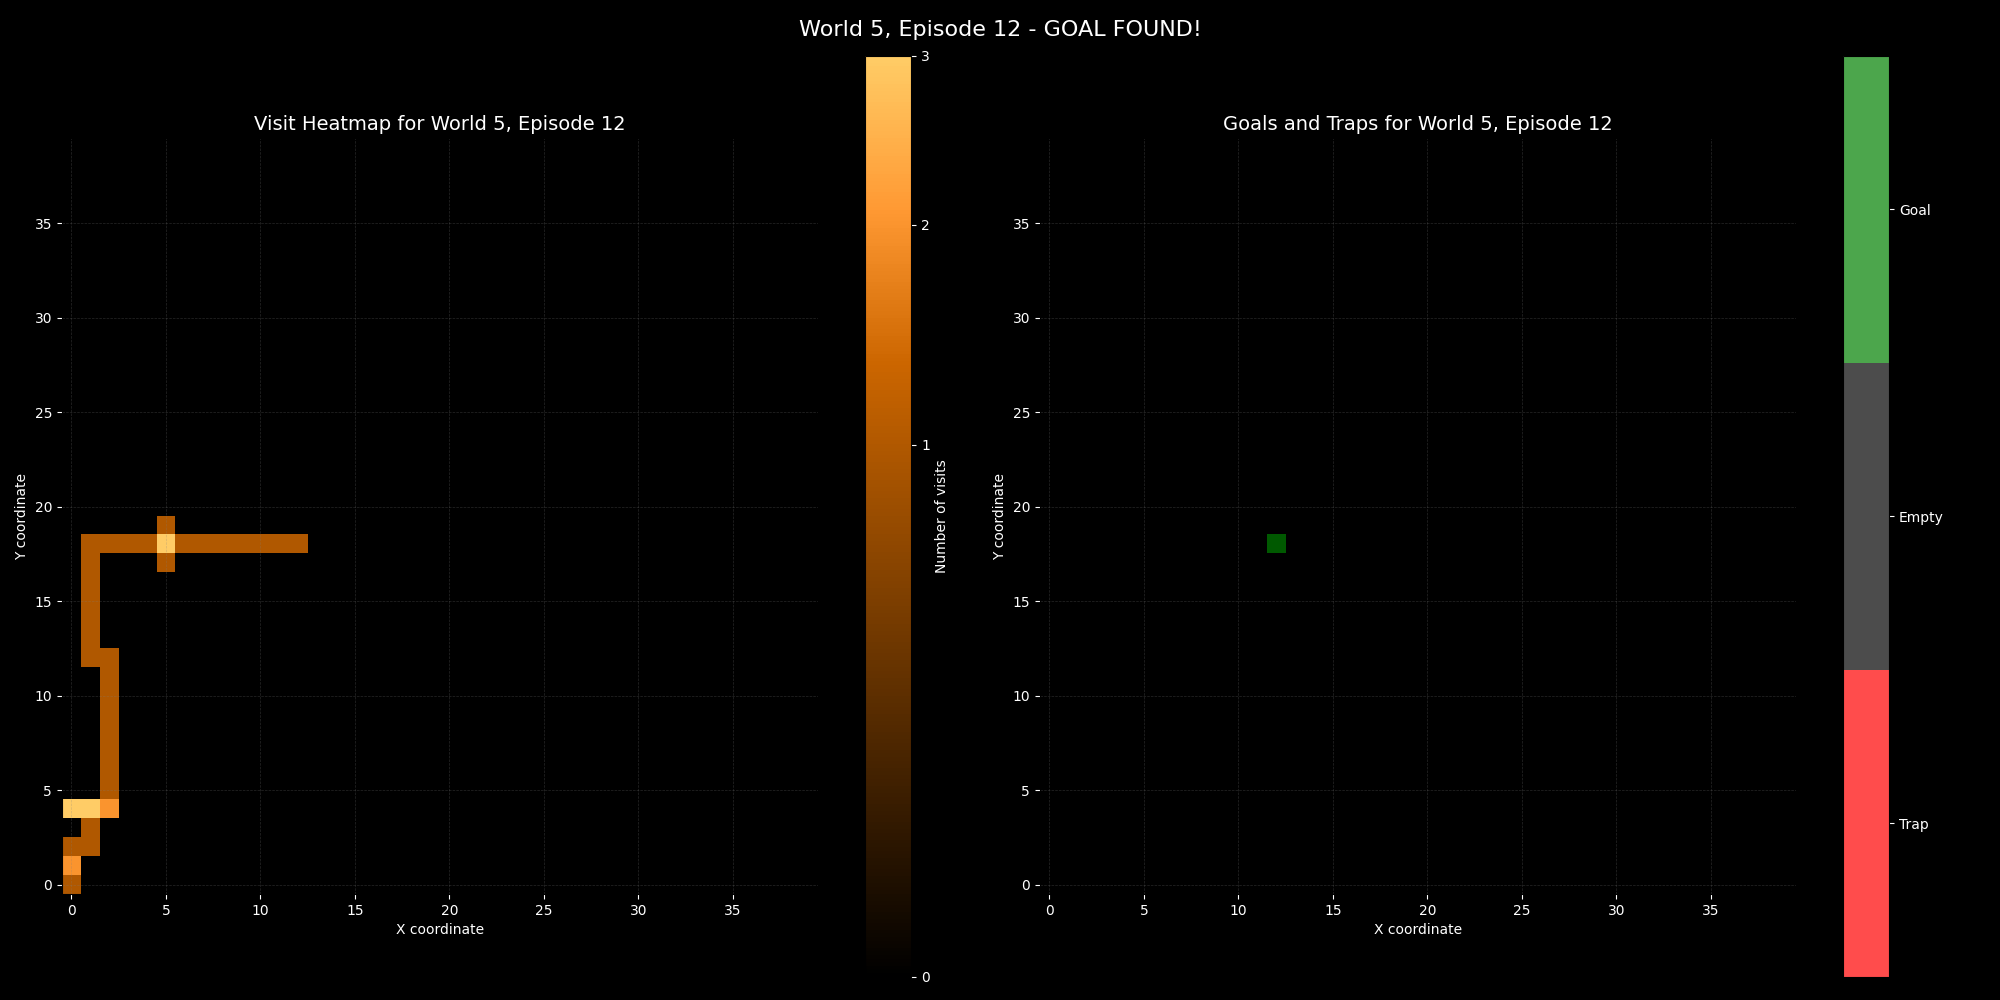 World 5, Episode 12 - GOAL FOUND!
Visit Heatmap for World 5, Episode 12
35
30
25
20
15
10
5
0
Y coordinate
0 5 10 15 20 25 30 35
X coordinate
3
2
1
0
Number of visits
Goals and Traps for World 5, Episode 12
35
30
25
20
15
10
5
0
Y coordinate
0 5 10 15 20 25 30 35
X coordinate
Goal
Empty
Trap